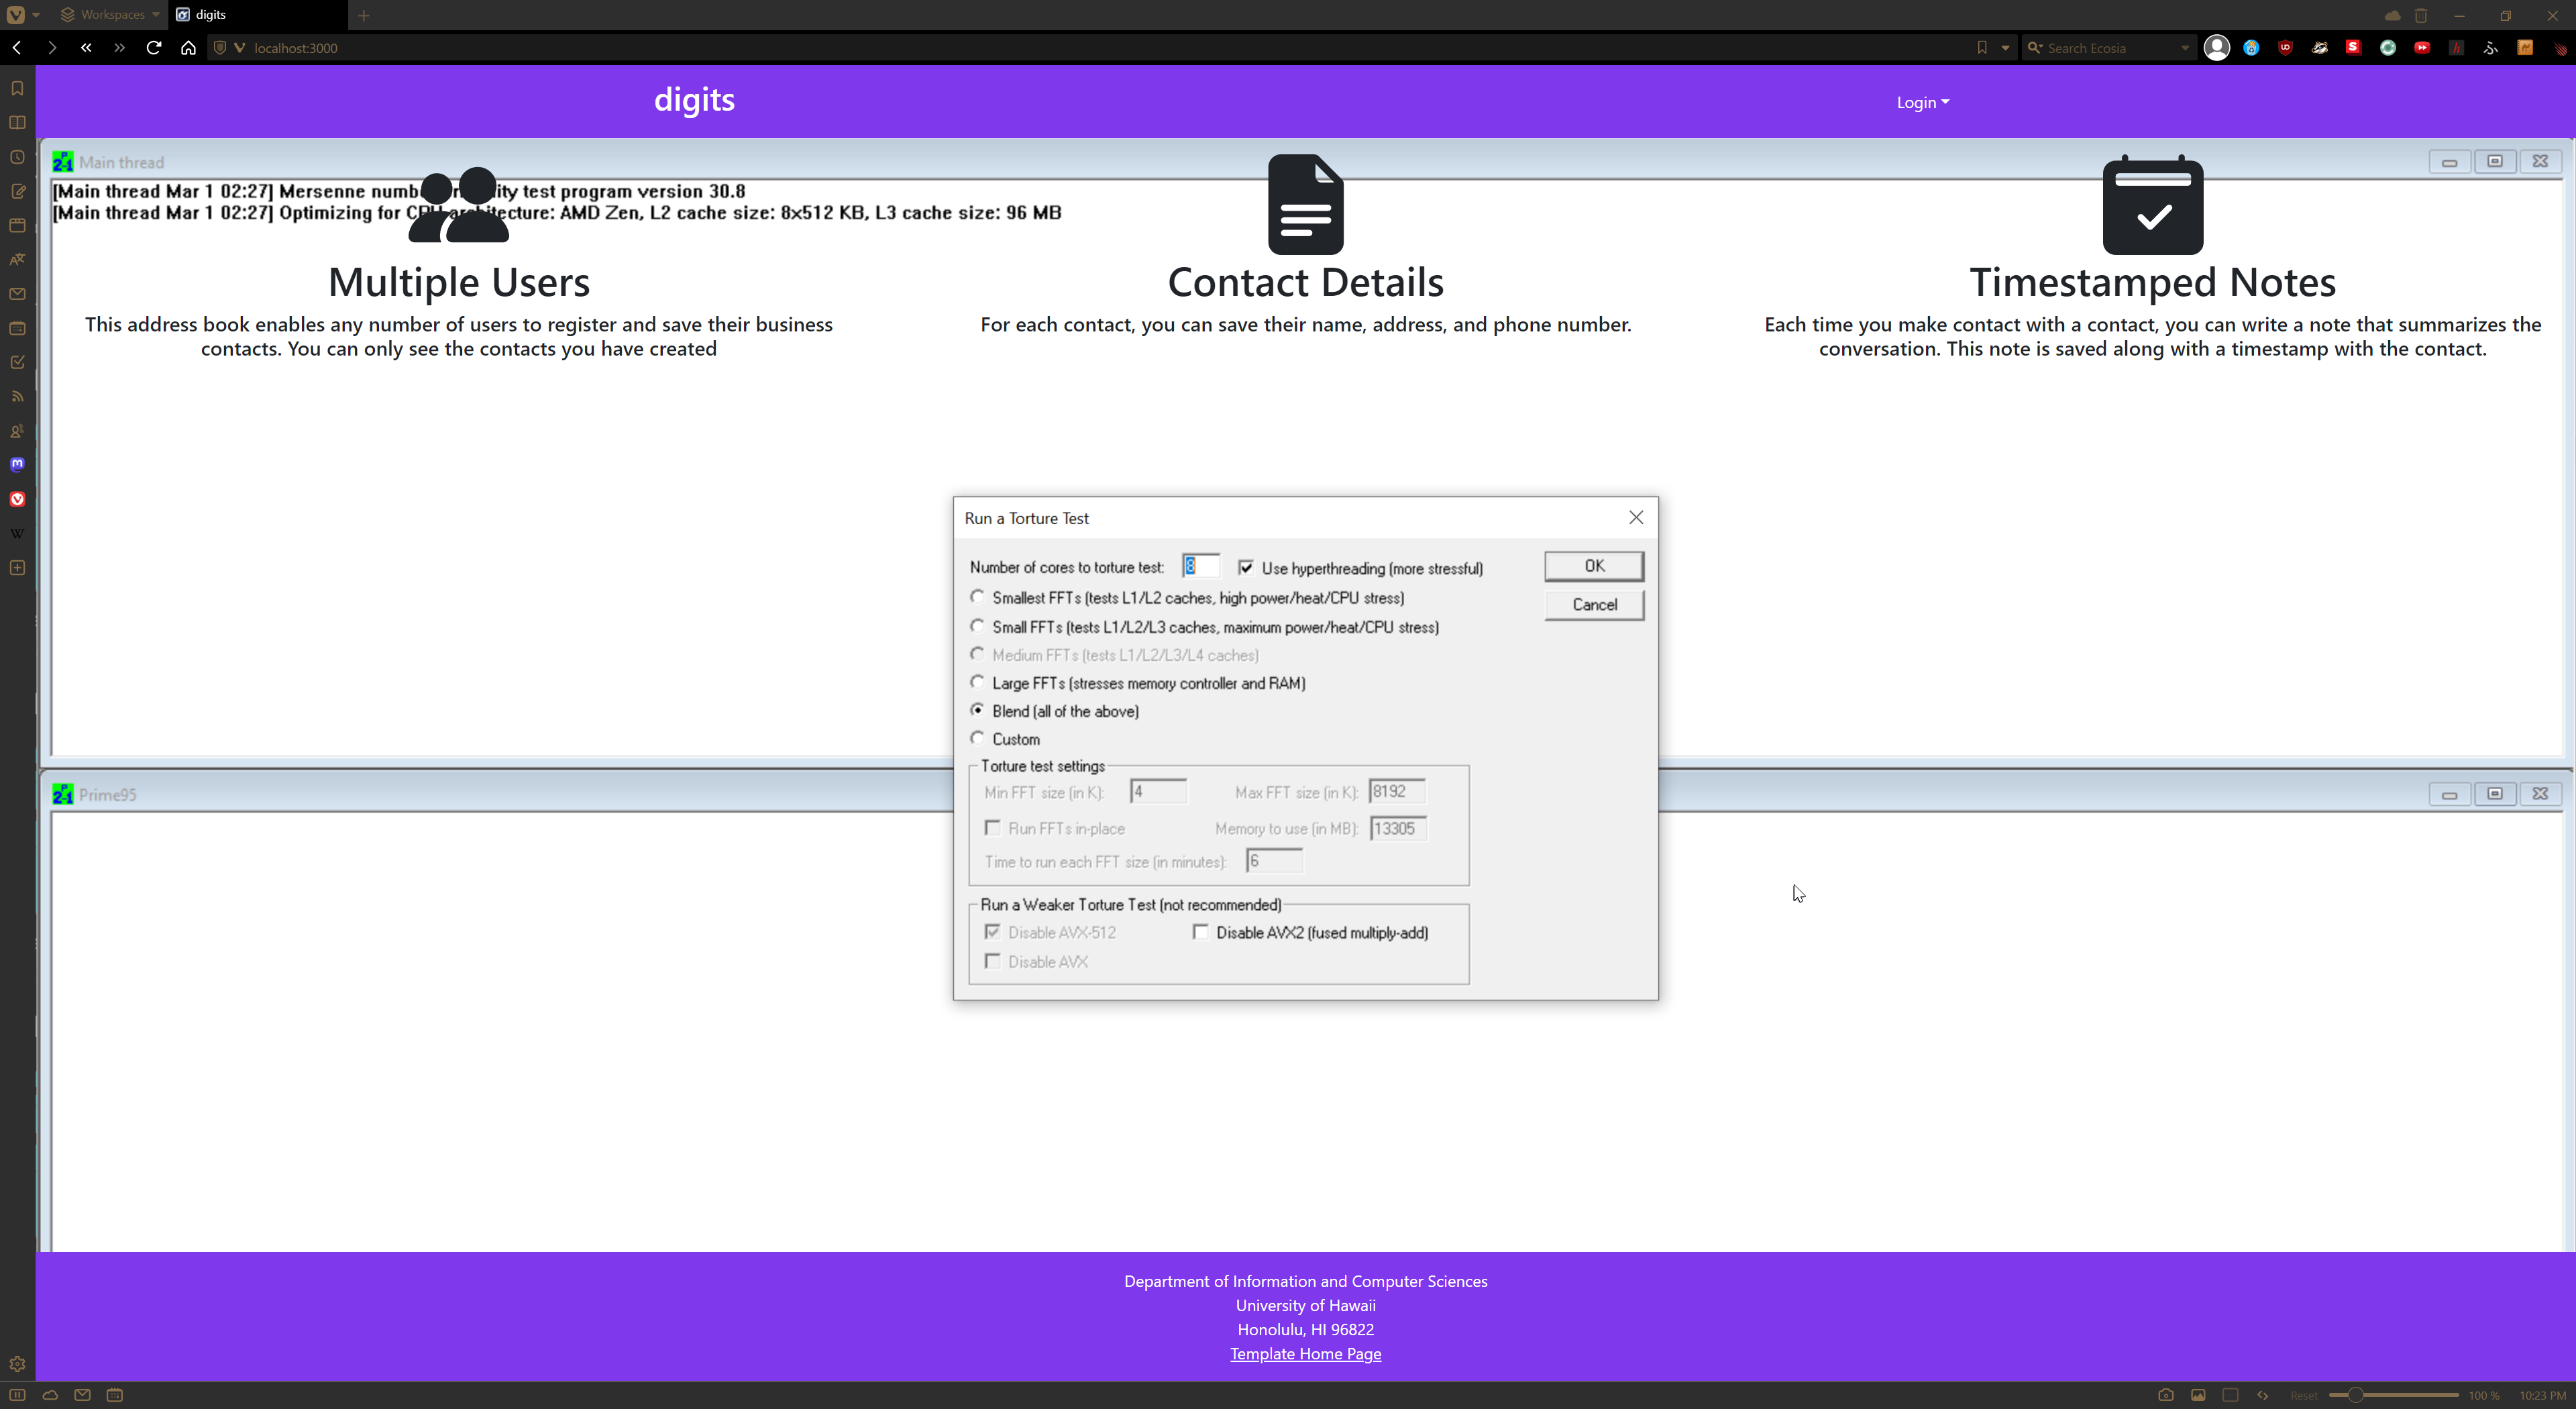 Workspaces
digits
localhost:3000
Search Ecosia
digits
Login
Main thread
[Main thread Mar 1 02:27] Mersenne numb ity test program version 30.8
[Main thread Mar 1 02:27] Optimizing for CPU architecture: AMD Zen, L2 cache size: 8x512 KB, L3 cache size: 96 MB
Multiple Users
This address book enables any number of users to register and save their business
contacts. You can only see the contacts you have created
Contact Details
For each contact, you can save their name, address, and phone number.
Timestamped Notes
Each time you make contact with a contact, you can write a note that summarizes the
conversation. This note is saved along with a timestamp with the contact.
Run a Torture Test
Number of cores to torture test: 8 Use hyperthreading (more stressful)
OK
Smallest FFTs (tests L1/L2 caches, high power/heat/CPU stress)
Cancel
Small FFTs (tests L1/L2/L3 caches, maximum power/heat/CPU stress)
Medium FFTs (tests L1/L2/L3/L4 caches)
Large FFTs (stresses memory controller and RAM)
Blend (all of the above)
Custom
Torture test settings
Min FFT size (in K): 4 Max FFT size (in K): 8192
Run FFTs in-place Memory to use (in MB): 13305
Time to run each FFT size (in minutes): 6
Run a Weaker Torture Test (not recommended)
Disable AVX-512 Disable AVX2 (fused multiply-add)
Disable AVX
Prime95
Department of Information and Computer Sciences
University of Hawaii
Honolulu, HI 96822
Template Home Page
Reset 100 % 10:23 PM